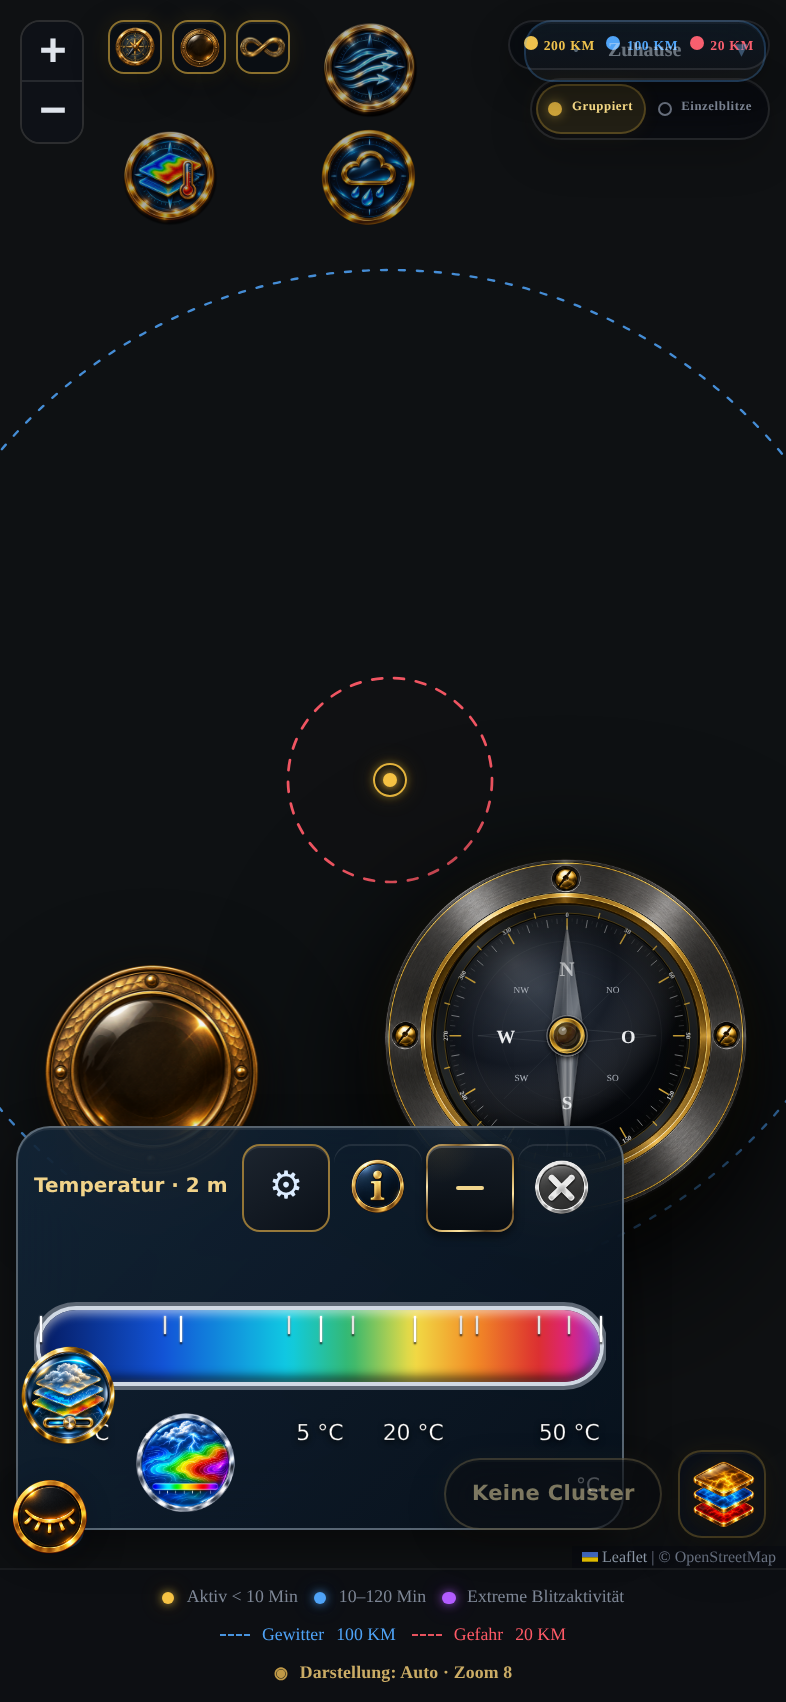 +
−
200 KM 100 KM 20 KM
Zuhause
Gruppiert Einzelblitze
N
NW NO
W O
SW SO
S
Temperatur · 2 m
C 5 °C 20 °C 50 °C
°C
Keine Cluster
Leaflet | © OpenStreetMap
Aktiv < 10 Min 10–120 Min Extreme Blitzaktivität
Gewitter 100 KM Gefahr 20 KM
Darstellung: Auto · Zoom 8